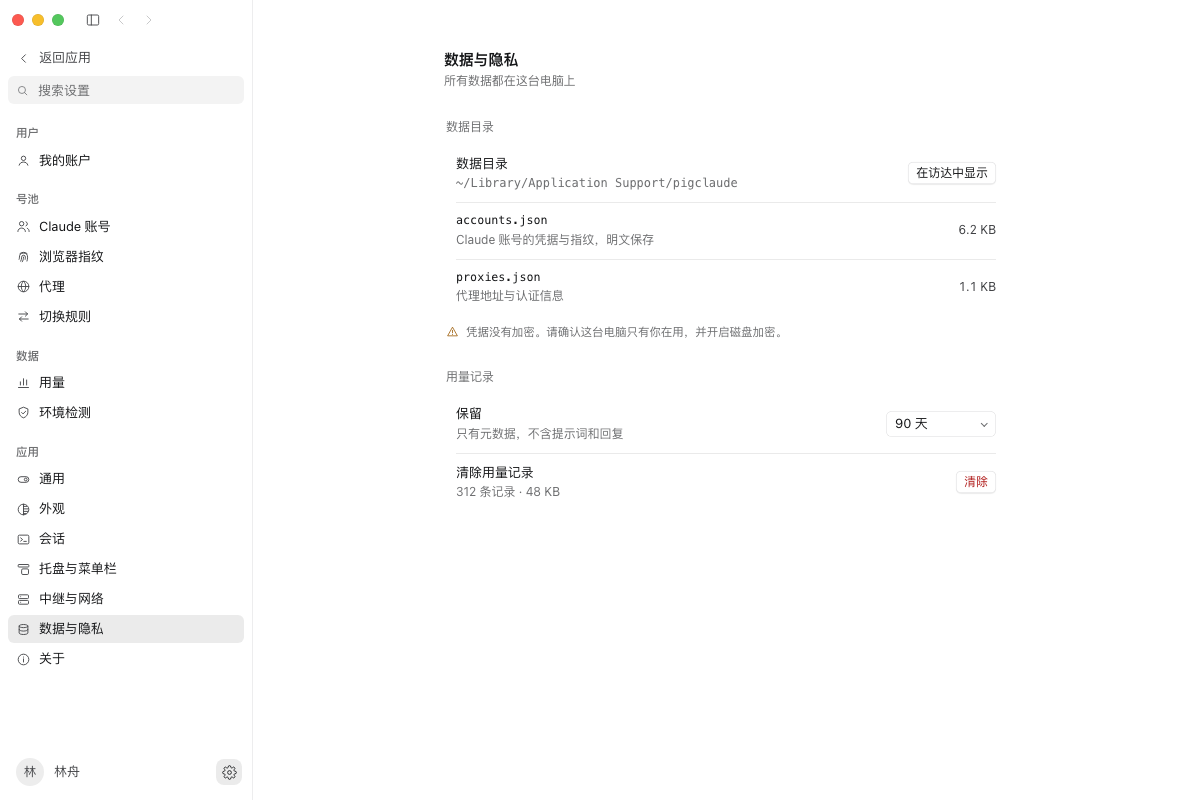 返回应用
搜索设置
用户
我的账户
号池
Claude 账号
浏览器指纹
代理
切换规则
数据
用量
环境检测
应用
通用
外观
会话
托盘与菜单栏
中继与网络
数据与隐私
关于
林 林舟
数据与隐私
所有数据都在这台电脑上
数据目录
数据目录
~/Library/Application Support/pigclaude
在访达中显示
accounts.json
Claude 账号的凭据与指纹，明文保存
6.2 KB
proxies.json
代理地址与认证信息
1.1 KB
凭据没有加密。请确认这台电脑只有你在用，并开启磁盘加密。
用量记录
保留
只有元数据，不含提示词和回复
90 天
清除用量记录
312 条记录 · 48 KB
清除